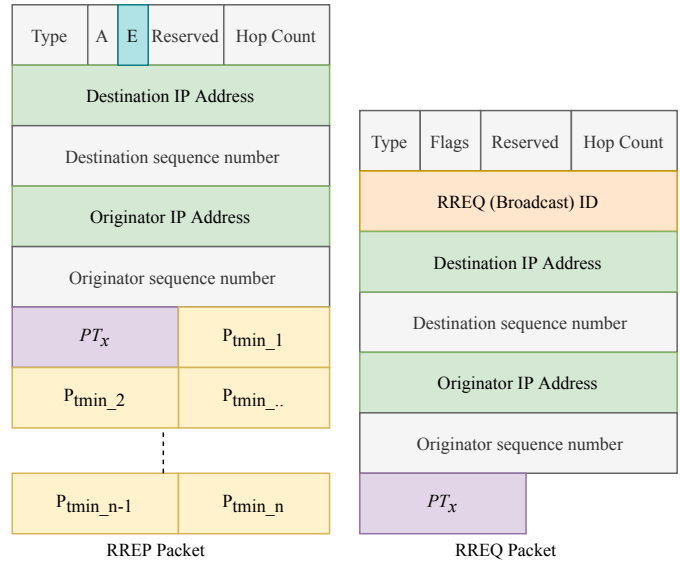 Type A E Reserved Hop Count
Destination IP Address
Destination sequence number
Originator IP Address
Originator sequence number
PTx Ptmin_1
Ptmin_2 Ptmin_..
Ptmin_n-1 Ptmin_n
RREP Packet
Type Flags Reserved Hop Count
RREQ (Broadcast) ID
Destination IP Address
Destination sequence number
Originator IP Address
Originator sequence number
PTx
RREQ Packet